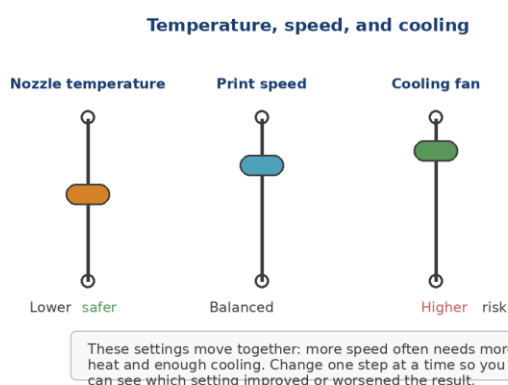 Temperature, speed, and cooling
Nozzle temperature Print speed Cooling fan
Lower safer Balanced Higher risk
These settings move together: more speed often needs more
heat and enough cooling. Change one step at a time so you
can see which setting improved or worsened the result.